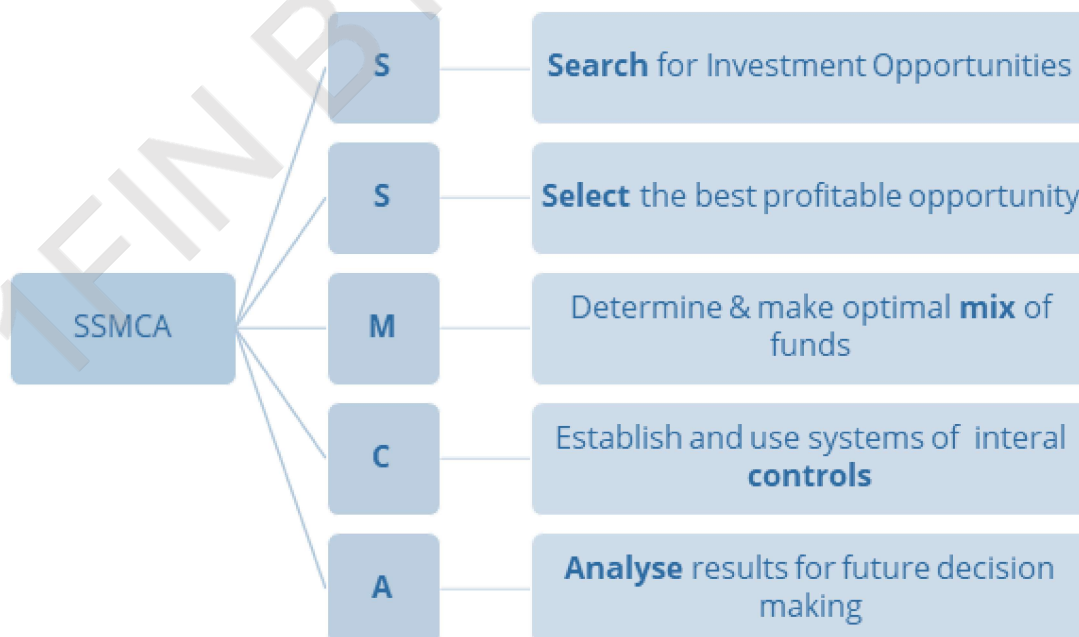 S
Search for Investment Opportunities
S
Select the best profitable opportunity
SSMCA
M
Determine & make optimal mix of
funds
C
Establish and use systems of interal
controls
A
Analyse results for future decision
making
1FIN B